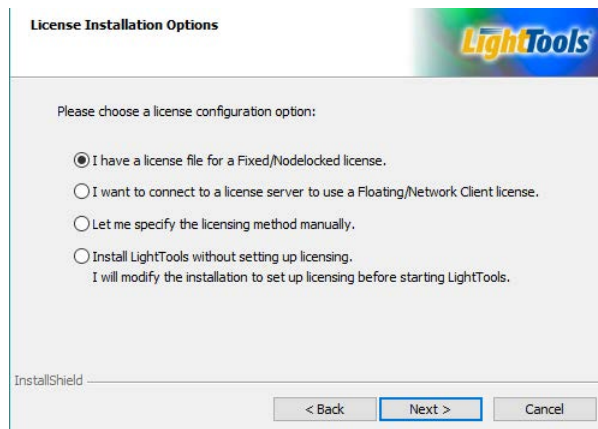 License Installation Options
LightTools
Please choose a license configuration option:
I have a license file for a Fixed/Nodelocked license.
I want to connect to a license server to use a Floating/Network Client license.
Let me specify the licensing method manually.
Install LightTools without setting up licensing.
I will modify the installation to set up licensing before starting LightTools.
InstallShield
< Back Next > Cancel